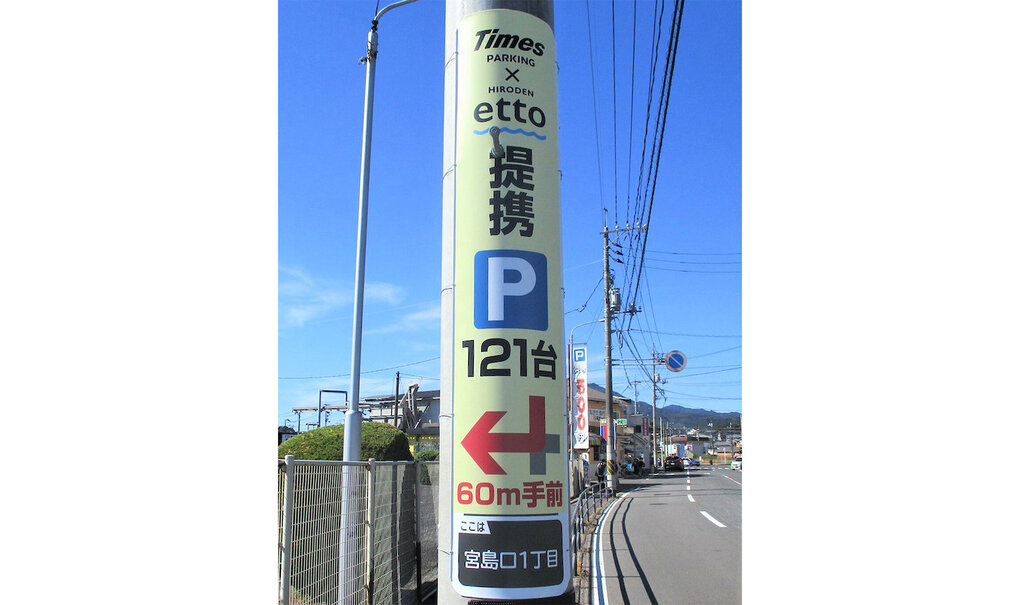 Times
PARKING
×
HIRODEN
etto
提携
P
121台
60m手前
ここは
宮島口1丁目
P
500